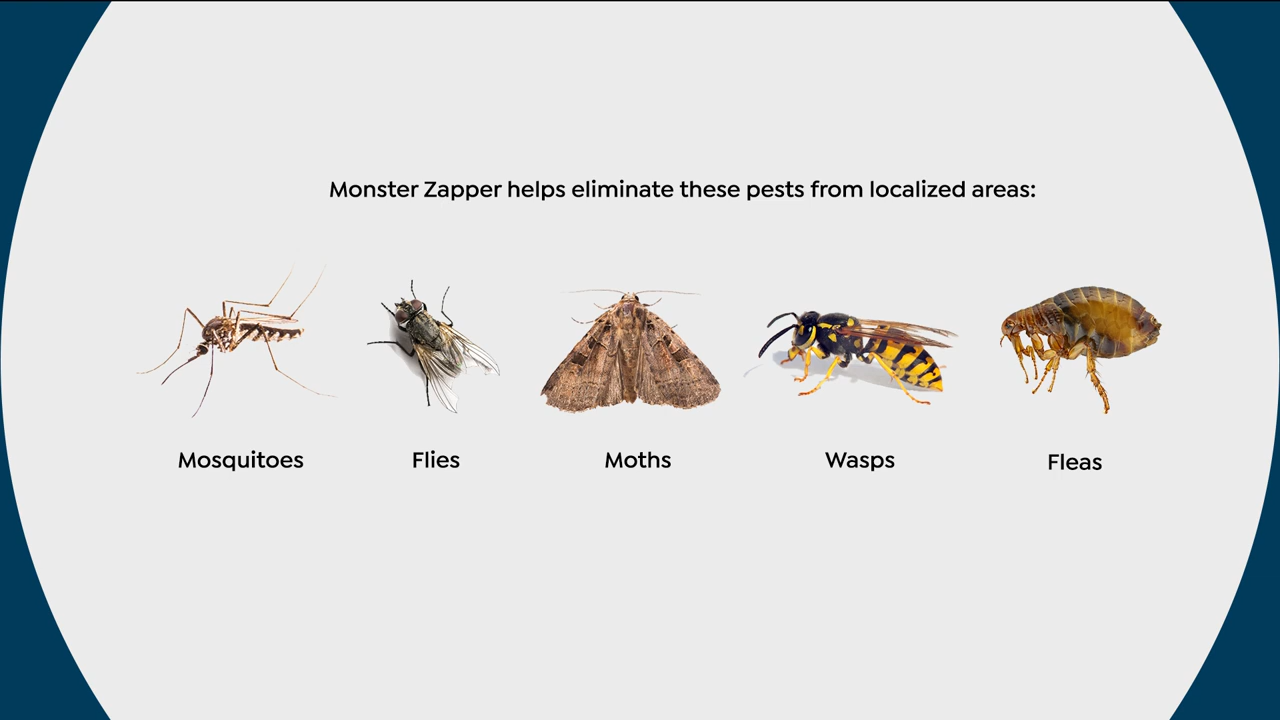 Monster Zapper helps eliminate these pests from localized areas:
Mosquitoes
Flies
Moths
Wasps
Fleas